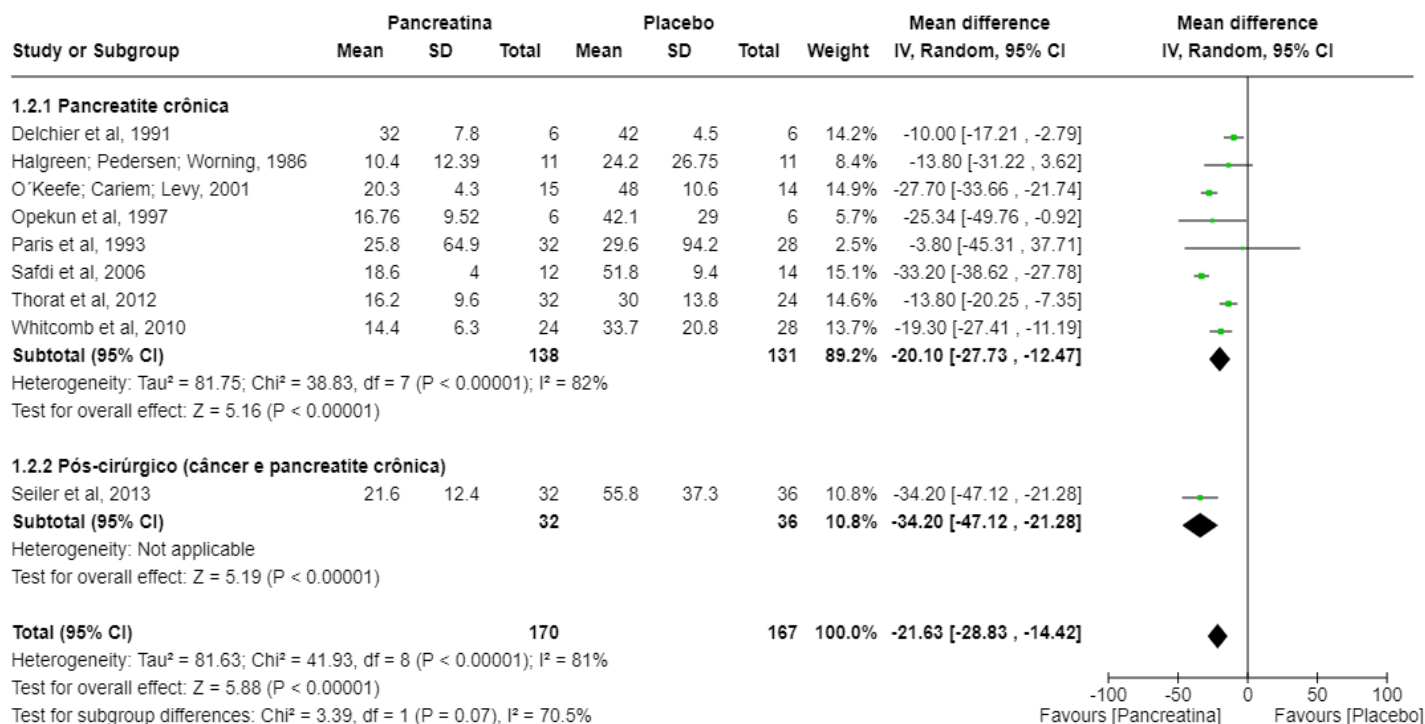 Pancreatina Placebo Mean difference Mean difference
Study or Subgroup Mean SD Total Mean SD Total Weight IV, Random, 95% CI IV, Random, 95% CI
1.2.1 Pancreatite crônica
Delchier et al, 1991 32 7.8 6 42 4.5 6 14.2% -10.00 [-17.21 , -2.79]
Halgreen; Pedersen; Worning, 1986 10.4 12.39 11 24.2 26.75 11 8.4% -13.80 [-31.22 , 3.62]
O´Keefe; Cariem; Levy, 2001 20.3 4.3 15 48 10.6 14 14.9% -27.70 [-33.66 , -21.74]
Opekun et al, 1997 16.76 9.52 6 42.1 29 6 5.7% -25.34 [-49.76 , -0.92]
Paris et al, 1993 25.8 64.9 32 29.6 94.2 28 2.5% -3.80 [-45.31 , 37.71]
Safdi et al, 2006 18.6 4 12 51.8 9.4 14 15.1% -33.20 [-38.62 , -27.78]
Thorat et al, 2012 16.2 9.6 32 30 13.8 24 14.6% -13.80 [-20.25 , -7.35]
Whitcomb et al, 2010 14.4 6.3 24 33.7 20.8 28 13.7% -19.30 [-27.41 , -11.19]
Subtotal (95% CI) 138 131 89.2% -20.10 [-27.73 , -12.47]
Heterogeneity: Tau² = 81.75; Chi² = 38.83, df = 7 (P < 0.00001); I² = 82%
Test for overall effect: Z = 5.16 (P < 0.00001)
1.2.2 Pós-cirúrgico (câncer e pancreatite crônica)
Seiler et al, 2013 21.6 12.4 32 55.8 37.3 36 10.8% -34.20 [-47.12 , -21.28]
Subtotal (95% CI) 32 36 10.8% -34.20 [-47.12 , -21.28]
Heterogeneity: Not applicable
Test for overall effect: Z = 5.19 (P < 0.00001)
Total (95% CI) 170 167 100.0% -21.63 [-28.83 , -14.42]
Heterogeneity: Tau² = 81.63; Chi² = 41.93, df = 8 (P < 0.00001); I² = 81%
Test for overall effect: Z = 5.88 (P < 0.00001) -100 -50 0 50 100
Test for subgroup differences: Chi² = 3.39, df = 1 (P = 0.07), I² = 70.5% Favours [Pancreatina] Favours [Placebo]